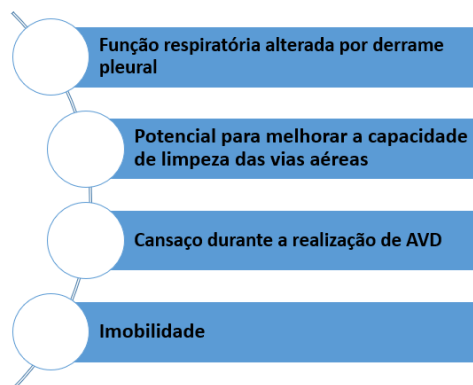 Função respiratória alterada por derrame
pleural
Potencial para melhorar a capacidade
de limpeza das vias aéreas
Cansaço durante a realização de AVD
Imobilidade